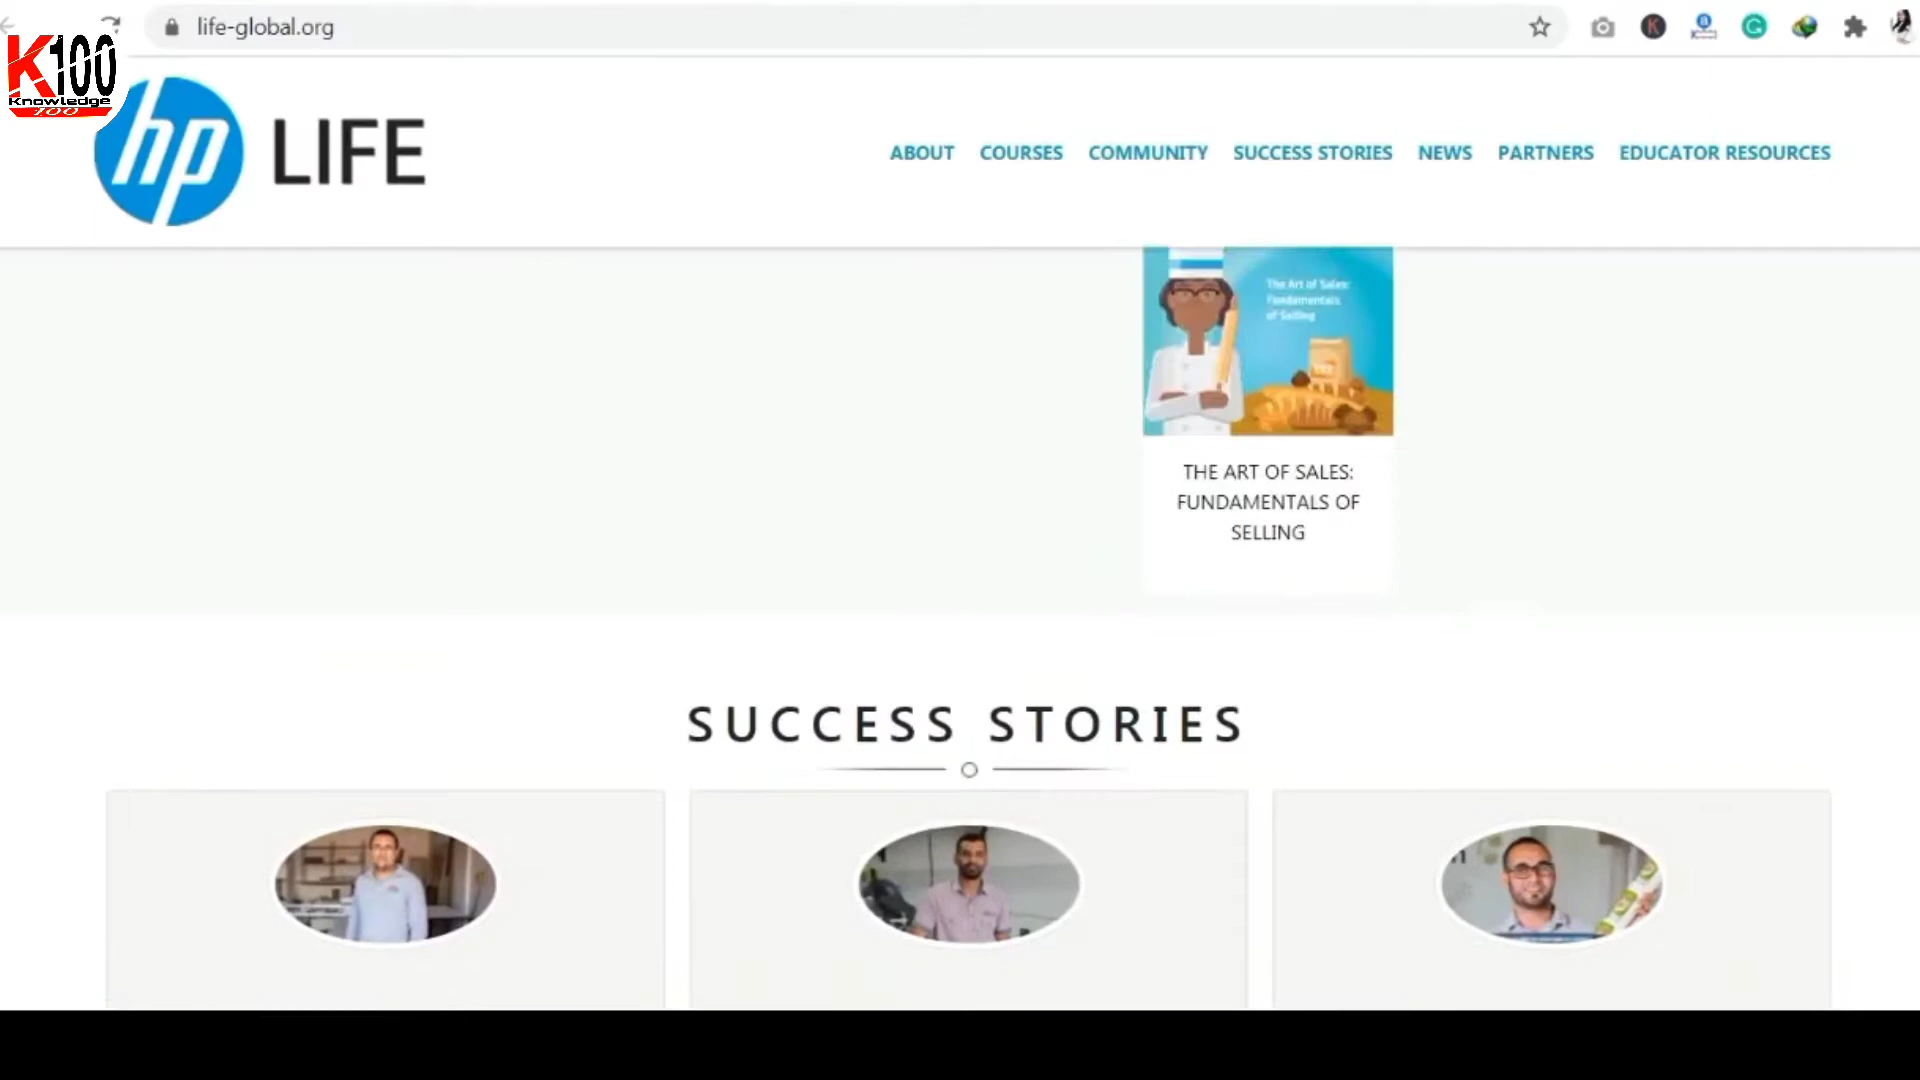 life-global.org
K100
Knowledge
100
hp LIFE
ABOUT COURSES COMMUNITY SUCCESS STORIES NEWS PARTNERS EDUCATOR RESOURCES
The Art of Sales:
Fundamentals
of Selling
THE ART OF SALES:
FUNDAMENTALS OF
SELLING
SUCCESS STORIES